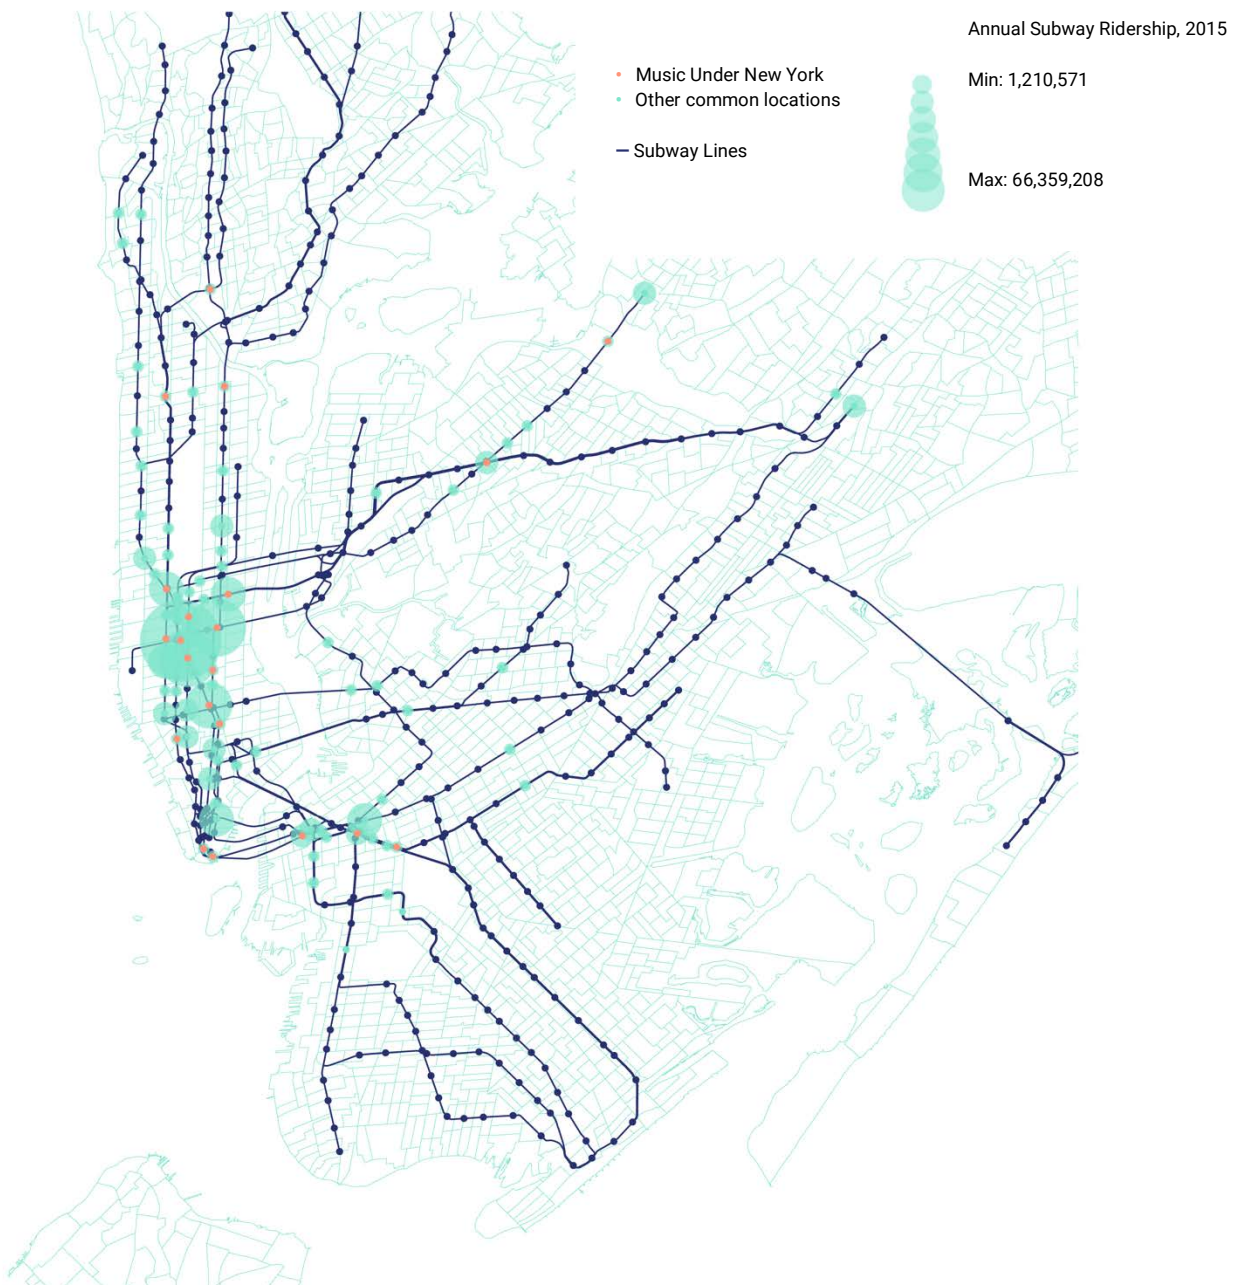 Annual Subway Ridership, 2015
Music Under New York
Other common locations
Subway Lines
Min: 1,210,571
Max: 66,359,208